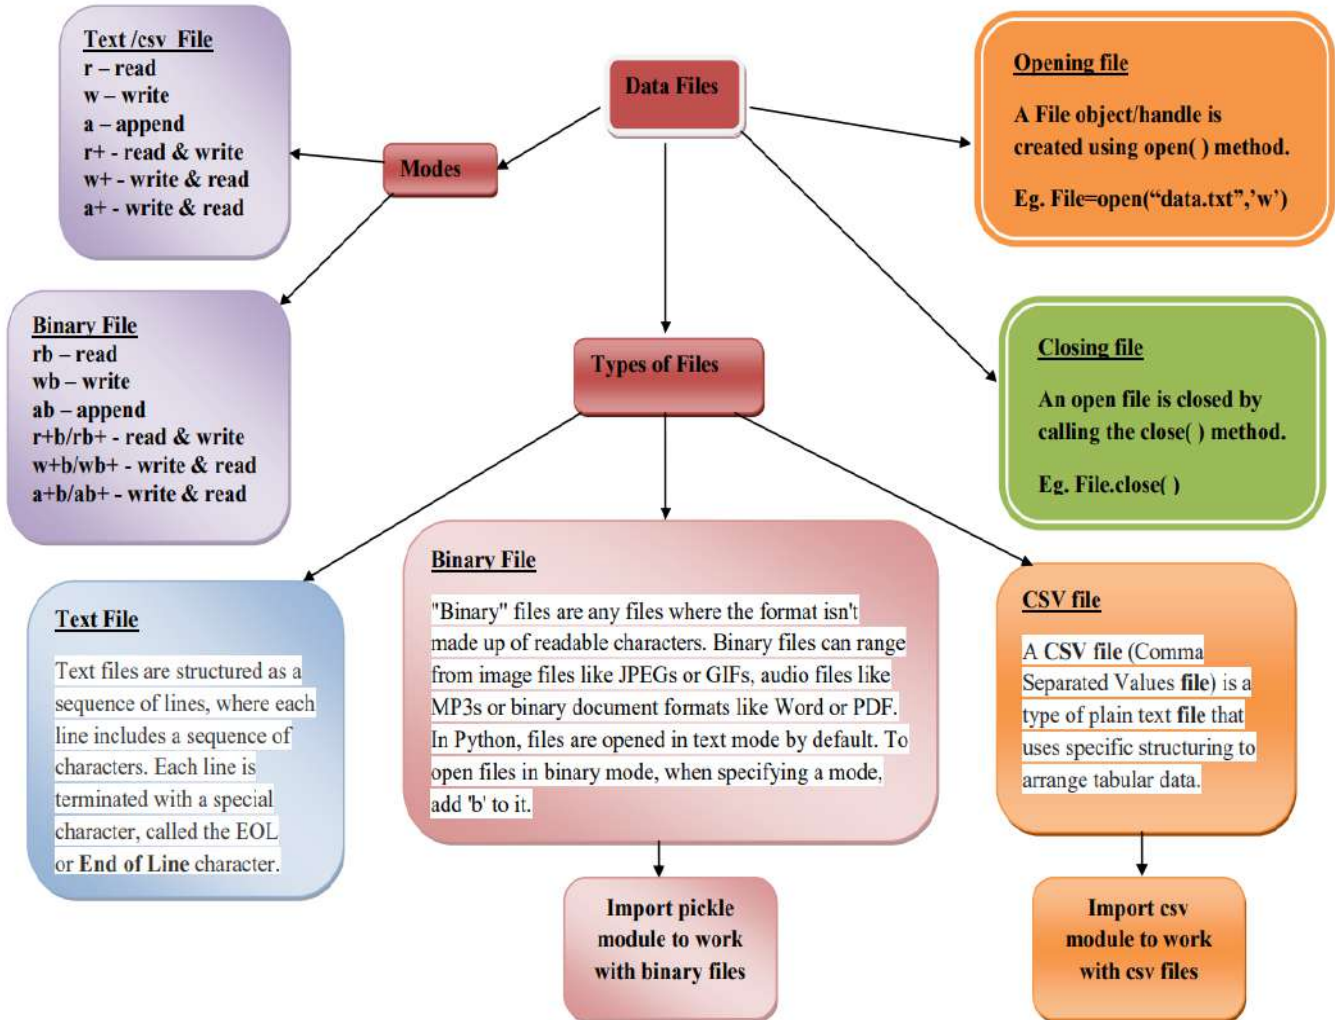 Text /csv  File
r – read
w – write
a – append
r+ - read & write
w+ - write & read
a+ - write & read
Data Files
Opening file
A File object/handle is
created using open( ) method.
Eg. File=open(“data.txt”,’w’)
Modes
Binary File
rb – read
wb – write
ab – append
r+b/rb+ - read & write
w+b/wb+ - write & read
a+b/ab+ - write & read
Types of Files
Closing file
An open file is closed by
calling the close( ) method.
Eg. File.close( )
Text File
Text files are structured as a
sequence of lines, where each
line includes a sequence of
characters. Each line is
terminated with a special
character, called the EOL
or End of Line character.
Binary File
"Binary" files are any files where the format isn't
made up of readable characters. Binary files can range
from image files like JPEGs or GIFs, audio files like
MP3s or binary document formats like Word or PDF.
In Python, files are opened in text mode by default. To
open files in binary mode, when specifying a mode,
add 'b' to it.
CSV file
A CSV file (Comma
Separated Values file) is a
type of plain text file that
uses specific structuring to
arrange tabular data.
Import pickle
module to work
with binary files
Import csv
module to work
with csv files